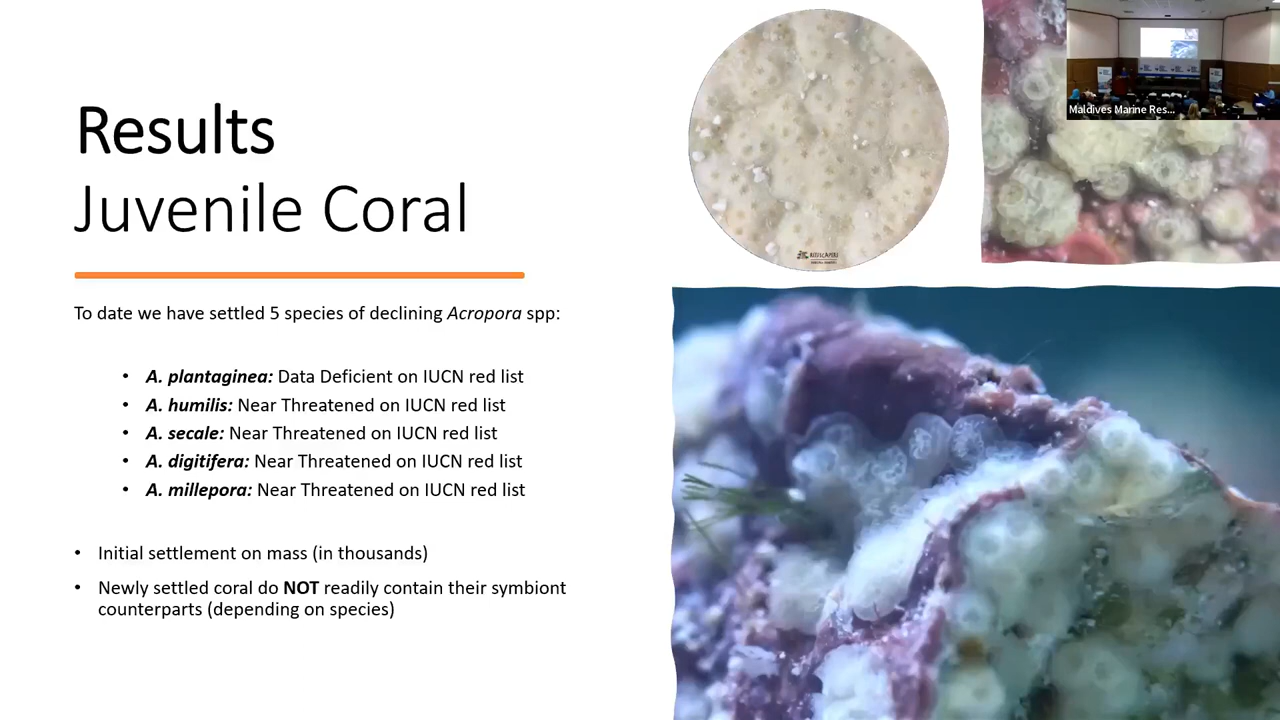 Results
Juvenile Coral
To date we have settled 5 species of declining Acropora spp:
• A. plantaginea: Data Deficient on IUCN red list
• A. humilis: Near Threatened on IUCN red list
• A. secale: Near Threatened on IUCN red list
• A. digitifera: Near Threatened on IUCN red list
• A. millepora: Near Threatened on IUCN red list
• Initial settlement on mass (in thousands)
• Newly settled coral do NOT readily contain their symbiont
counterparts (depending on species)
Maldives Marine Res...